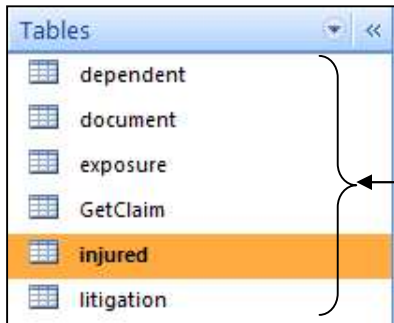 Tables
dependent
document
exposure
GetClaim
injured
litigation